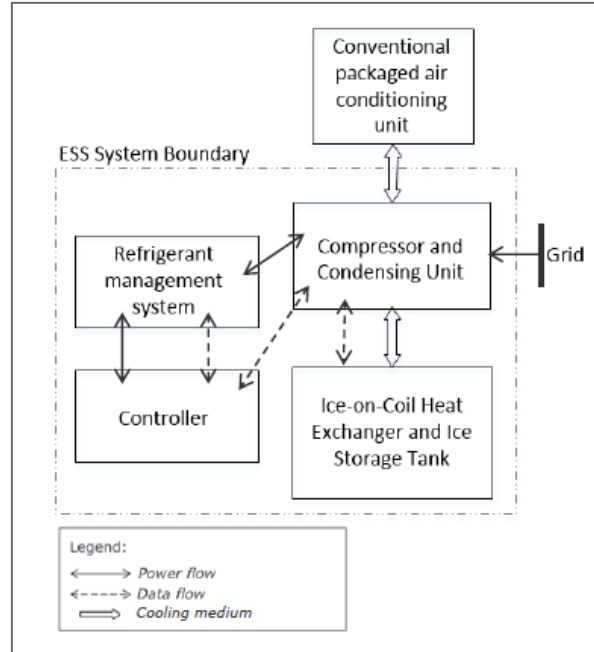 Conventional
packaged air
conditioning
unit
ESS System Boundary
Refrigerant
management
system
Compressor and
Condensing Unit
Grid
Controller
Ice-on-Coil Heat
Exchanger and Ice
Storage Tank
Legend:
Power flow
Data flow
Cooling medium